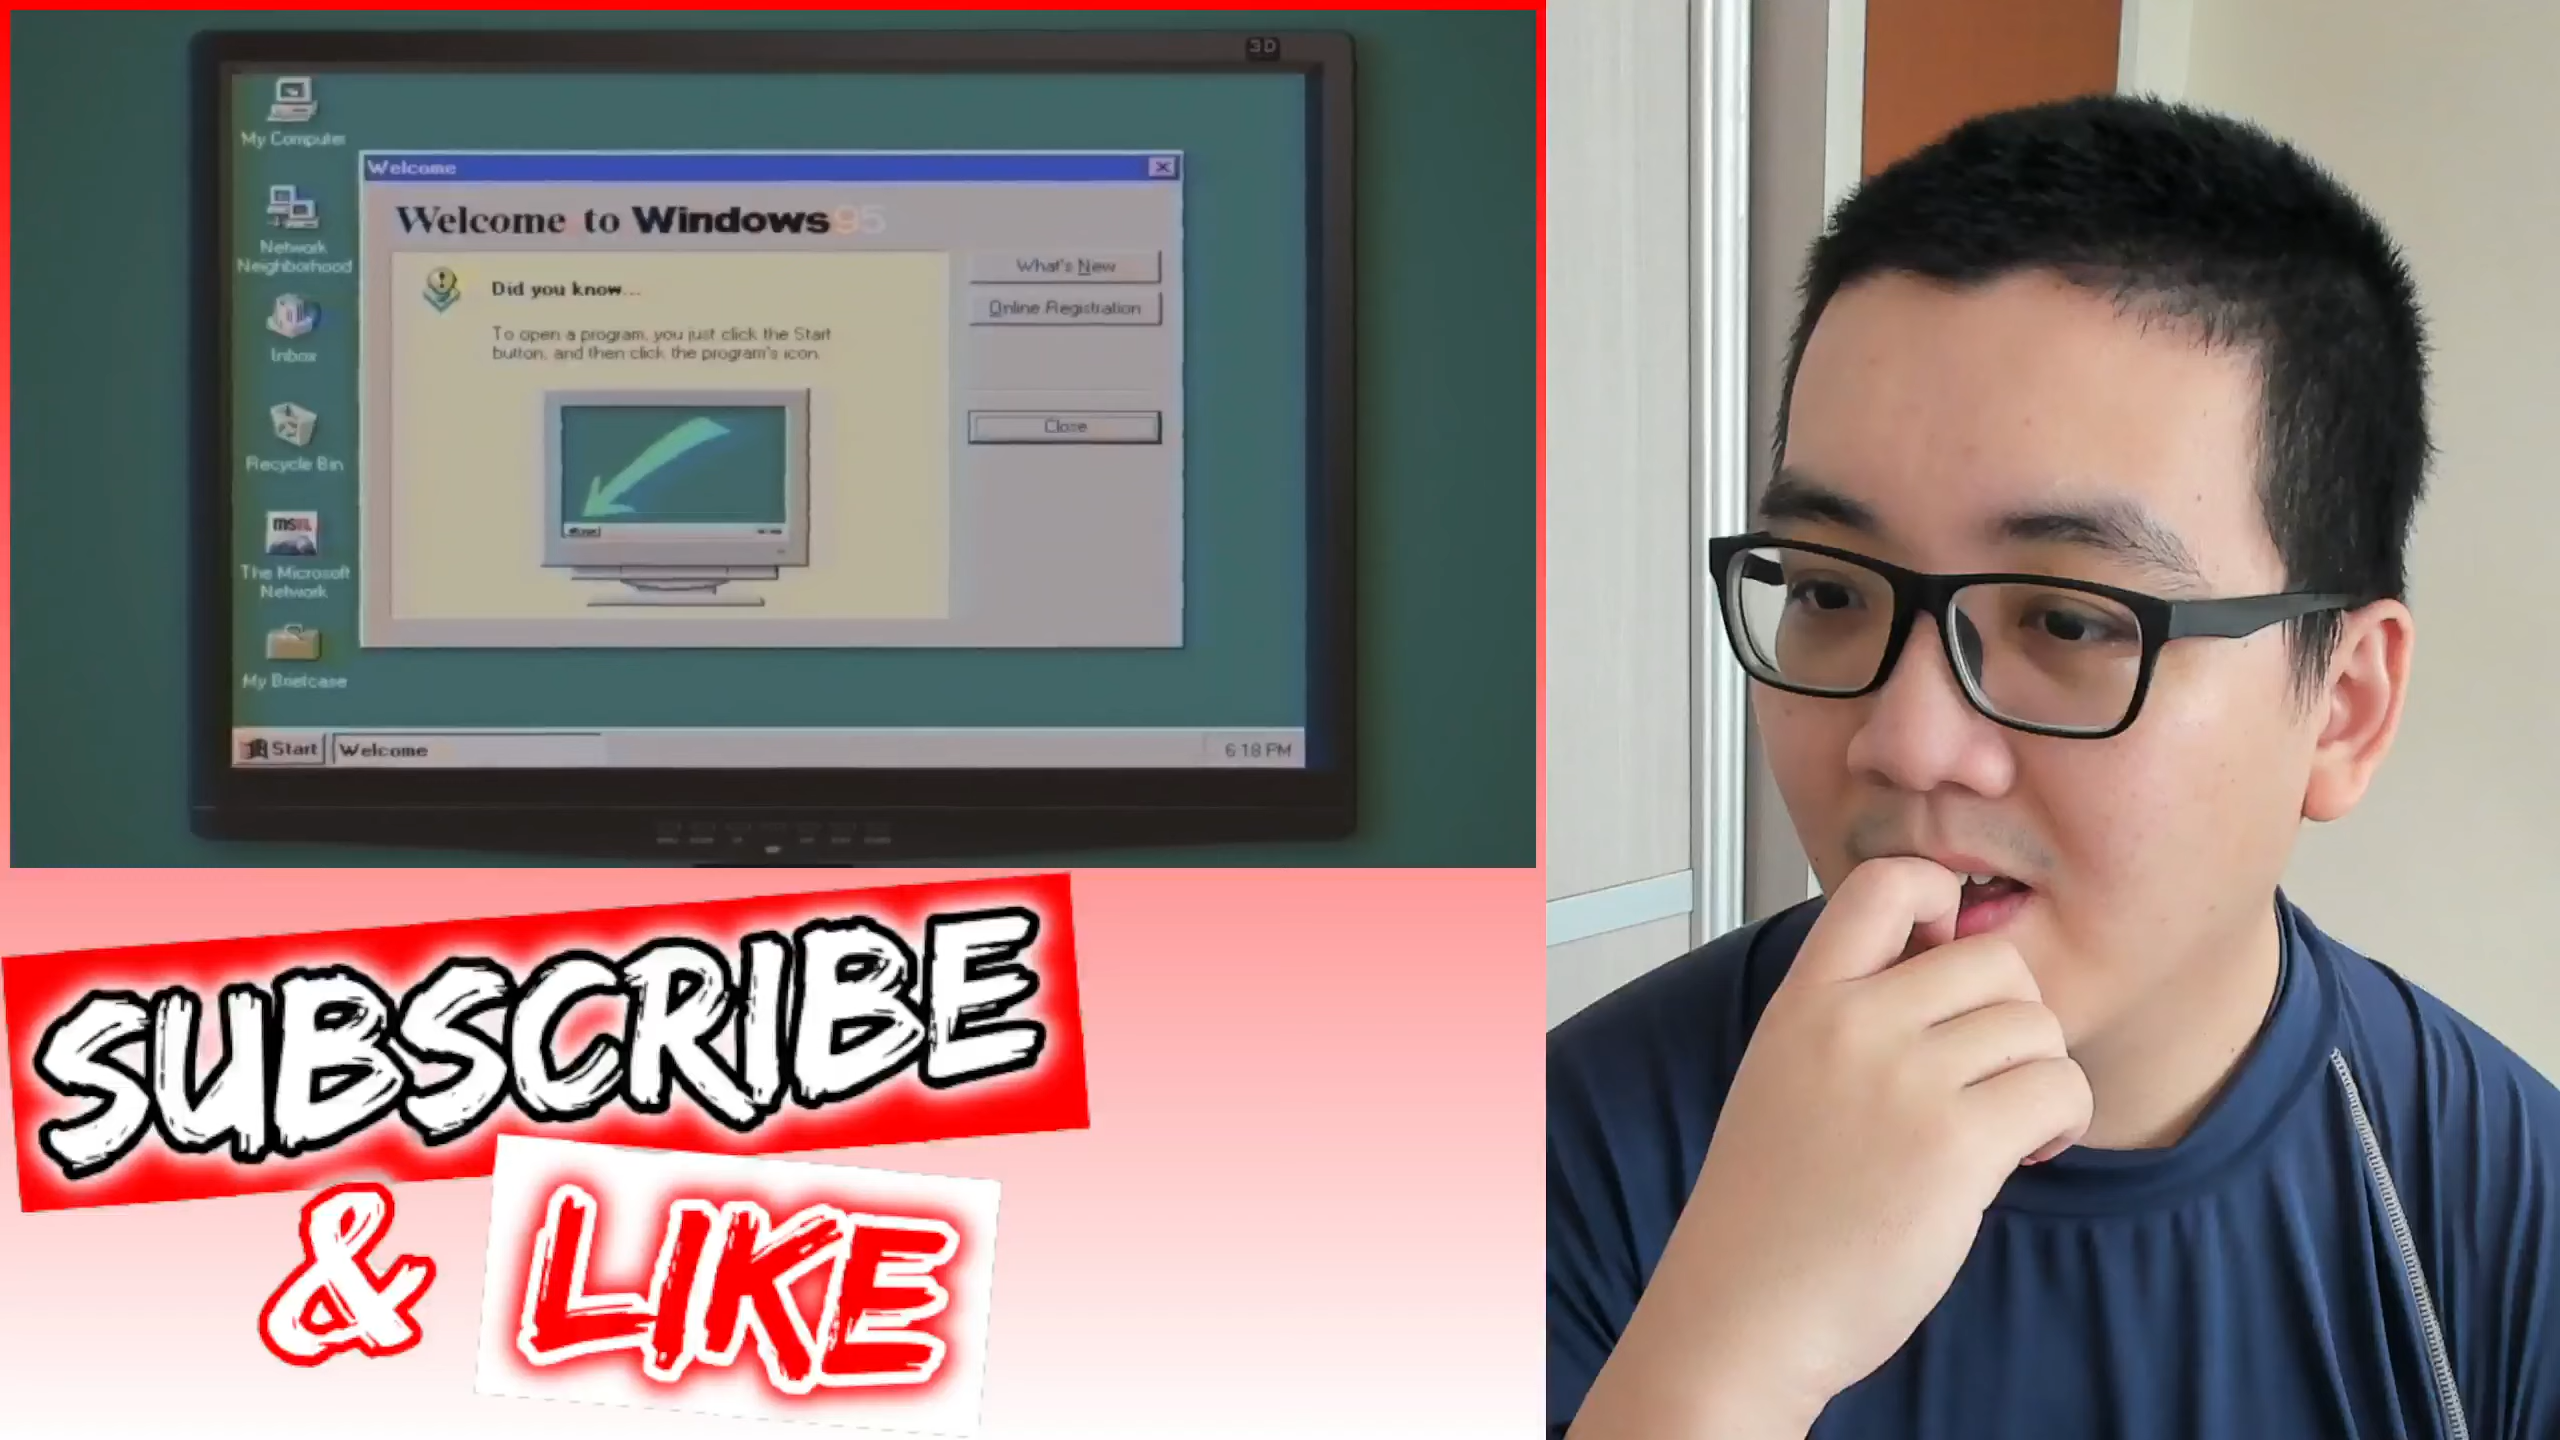 3D
My Computer
Network
Neighborhood
Inbox
Recycle Bin
The Microsoft
Network
My Briefcase
Welcome
Welcome to Windows 95
Did you know...
To open a program, you just click the Start
button, and then click the program's icon.
What's New
Online Registration
Close
Start
Welcome
6:18 PM
SUBSCRIBE
& LIKE